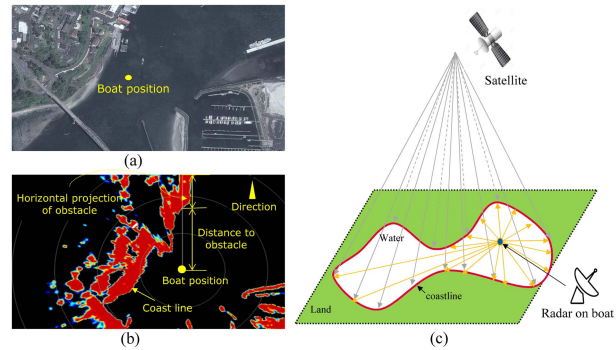 Boat position
(a)
Horizontal projection
of obstacle
Direction
Distance to
obstacle
Boat position
Coast line
(b)
Satellite
Water
coastline
Land
Radar on boat
(c)